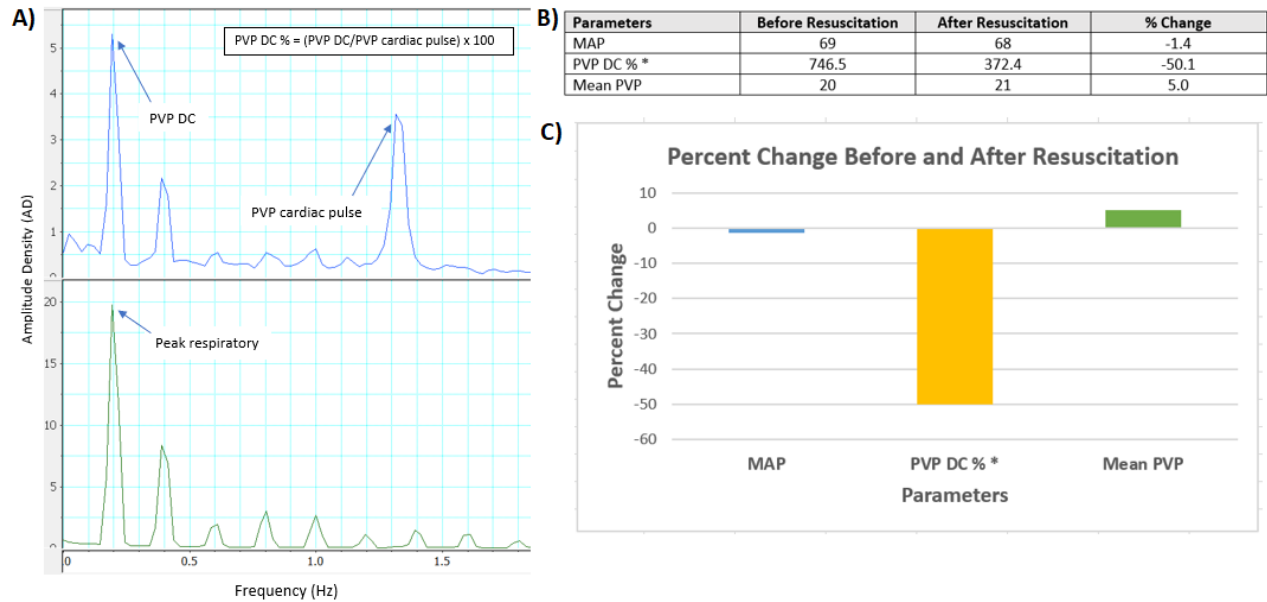 A)
PVP DC % = (PVP DC/PVP cardiac pulse) x 100
5
4
3
2
1
0
PVP DC
PVP cardiac pulse
Amplitude Density (AD)
20
15
10
5
0
Peak respiratory
0 0.5 1.0 1.5
Frequency (Hz)
B)
Parameters Before Resuscitation After Resuscitation % Change
MAP 69 68 -1.4
PVP DC % * 746.5 372.4 -50.1
Mean PVP 20 21 5.0
C)
Percent Change Before and After Resuscitation
10
0
-10
-20
-30
-40
-50
-60
Percent Change
MAP PVP DC % * Mean PVP
Parameters